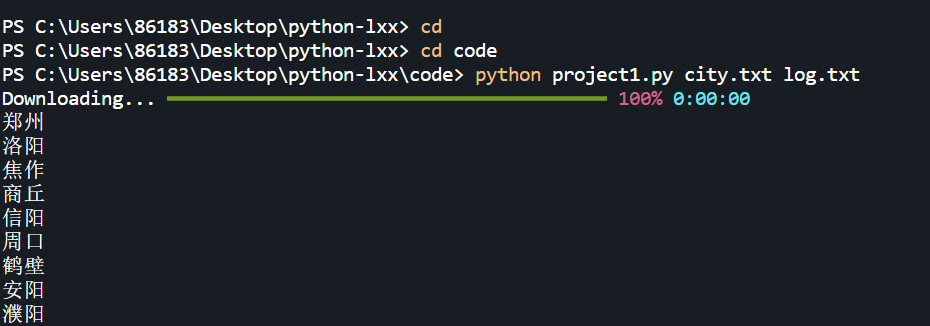 PS C:\Users\86183\Desktop\python-lxx> cd
PS C:\Users\86183\Desktop\python-lxx> cd code
PS C:\Users\86183\Desktop\python-lxx\code> python project1.py city.txt log.txt
Downloading... 100% 0:00:00
郑州
洛阳
焦作
商丘
信阳
周口
鹤壁
安阳
濮阳